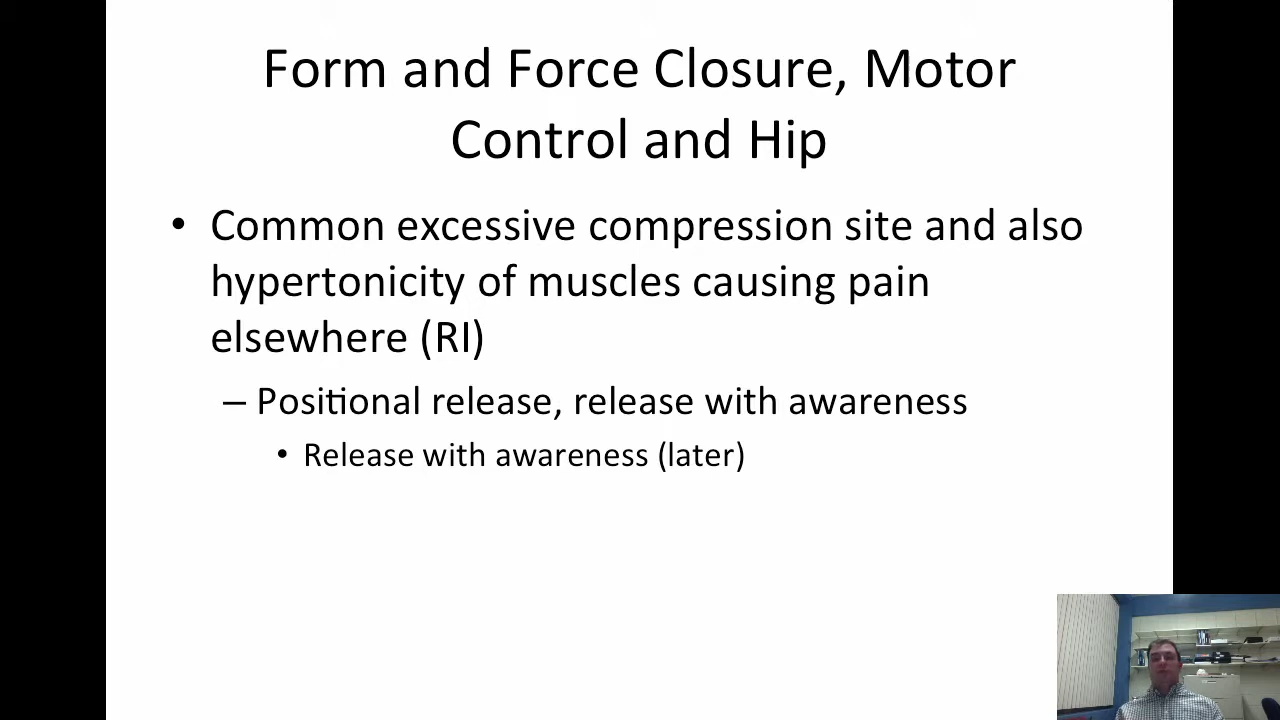 Form and Force Closure, Motor
Control and Hip
• Common excessive compression site and also
hypertonicity of muscles causing pain
elsewhere (RI)
– Positional release, release with awareness
• Release with awareness (later)